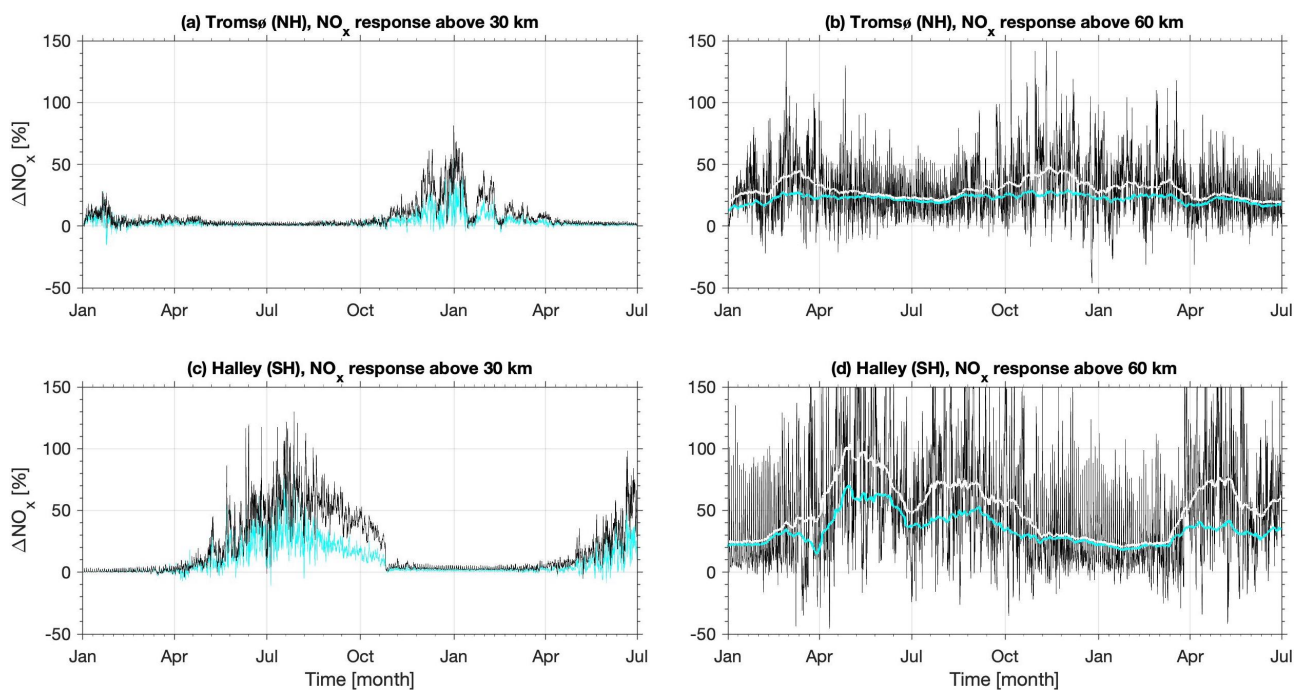 (a) Tromsø (NH), NOx response above 30 km
150
100
50
0
-50
ΔNOx [%]
Jan Apr Jul Oct Jan Apr Jul
(b) Tromsø (NH), NOx response above 60 km
150
100
50
0
-50
Jan Apr Jul Oct Jan Apr Jul
(c) Halley (SH), NOx response above 30 km
150
100
50
0
-50
ΔNOx [%]
Jan Apr Jul Oct Jan Apr Jul
Time [month]
(d) Halley (SH), NOx response above 60 km
150
100
50
0
-50
Jan Apr Jul Oct Jan Apr Jul
Time [month]